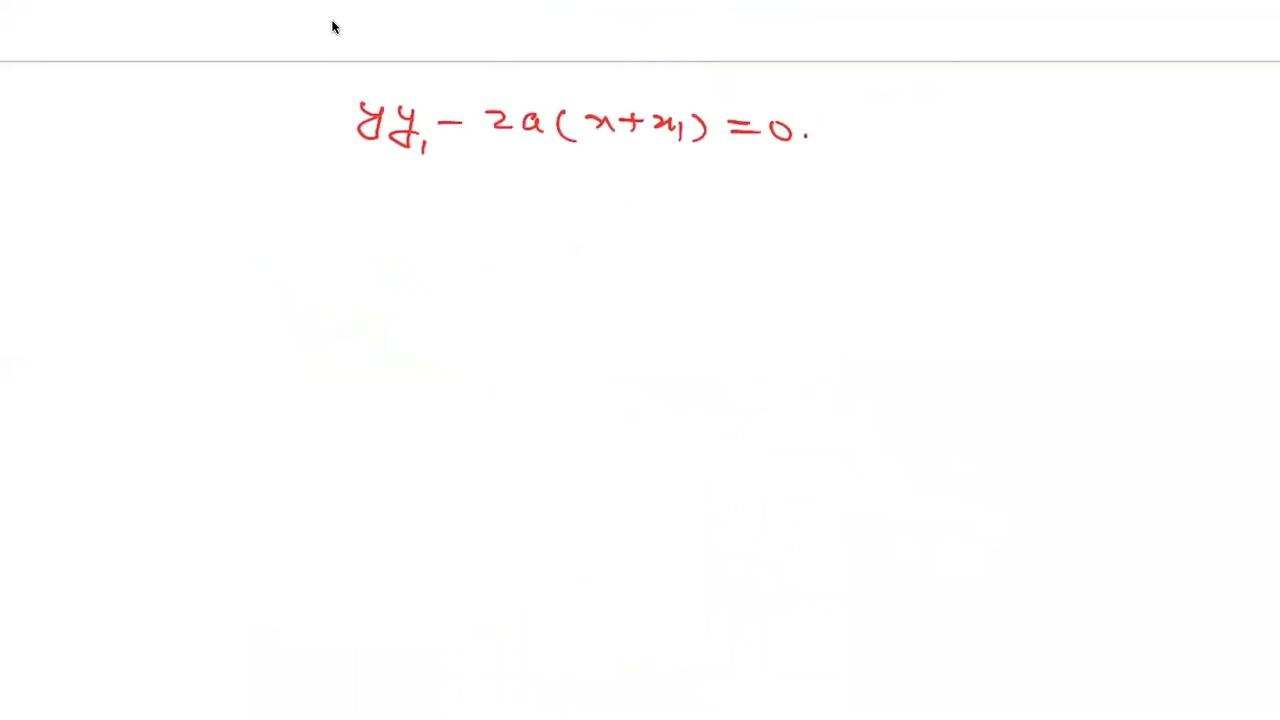 yy₁ - 2a(x+x₁) = 0.